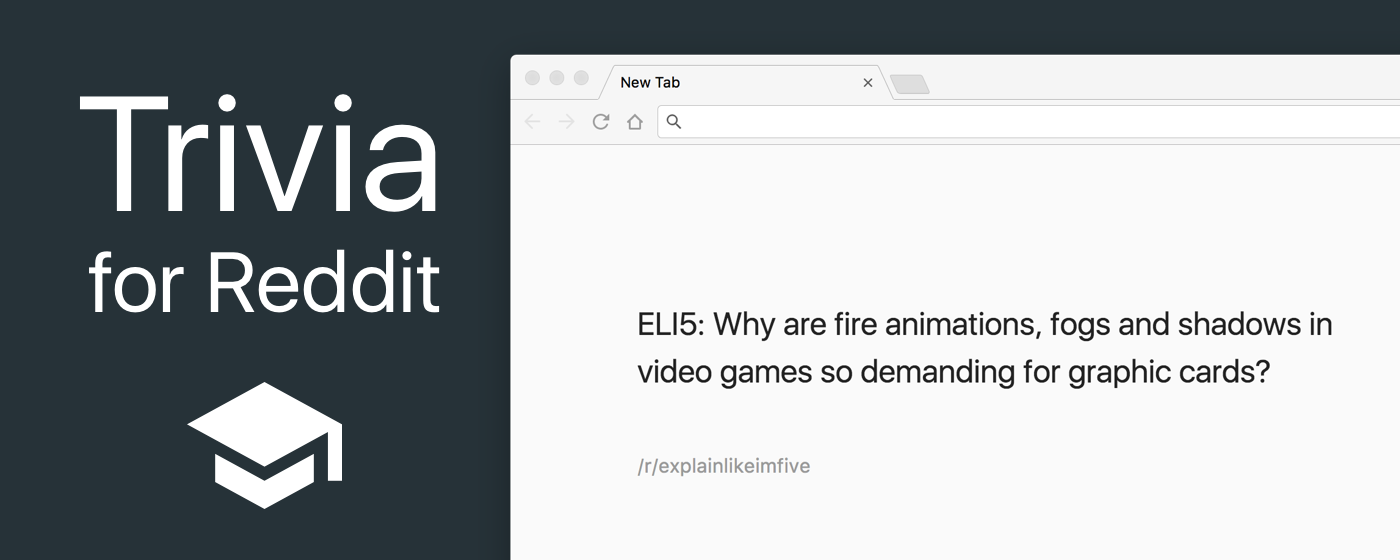 Trivia
for Reddit
New Tab
ELI5: Why are fire animations, fogs and shadows in
video games so demanding for graphic cards?
/r/explainlikeimfive